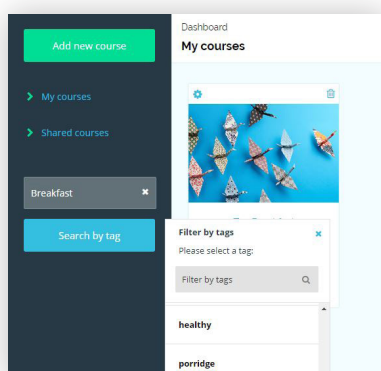 Add new course
My courses
Shared courses
Breakfast
Search by tag
Dashboard
My courses
Filter by tags
Please select a tag:
Filter by tags
healthy
porridge